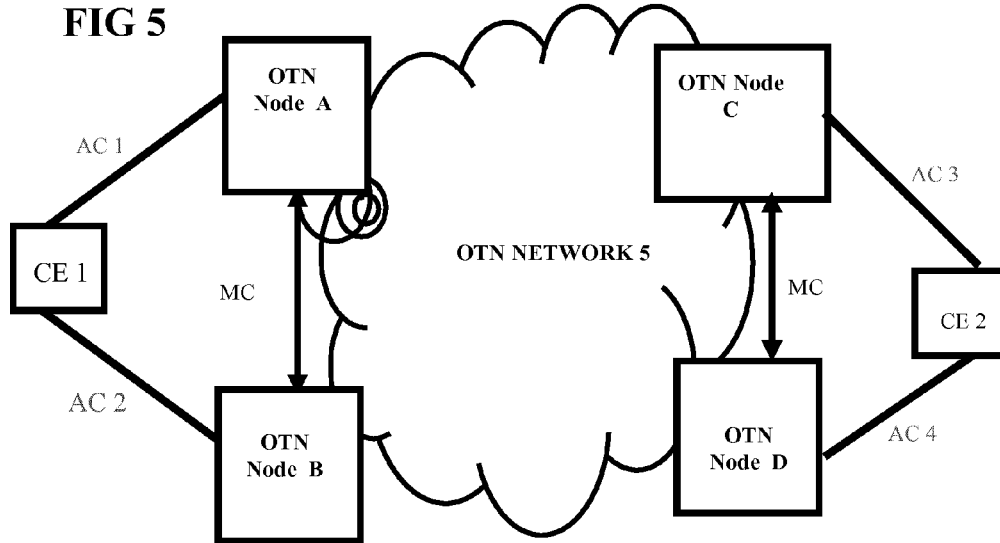 FIG 5
OTN
Node A
OTN Node
C
AC 1
AC 3
CE 1
MC
OTN NETWORK 5
MC
CE 2
AC 2
AC 4
OTN
Node B
OTN
Node D